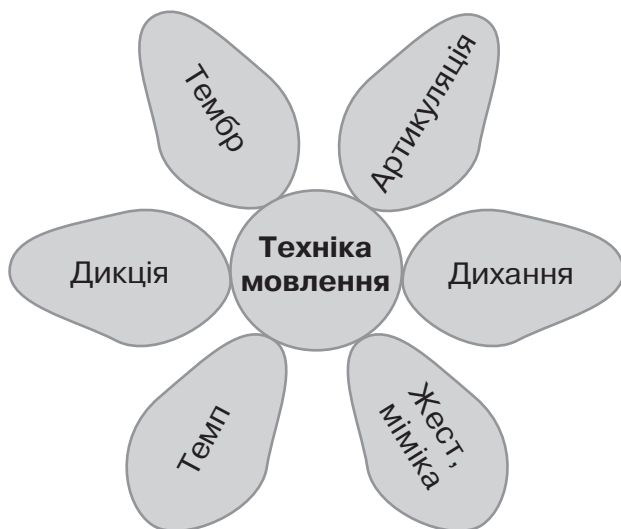 Тембр
Артикуляція
Дикція
Техніка
мовлення
Дихання
Темп
Жест,
міміка